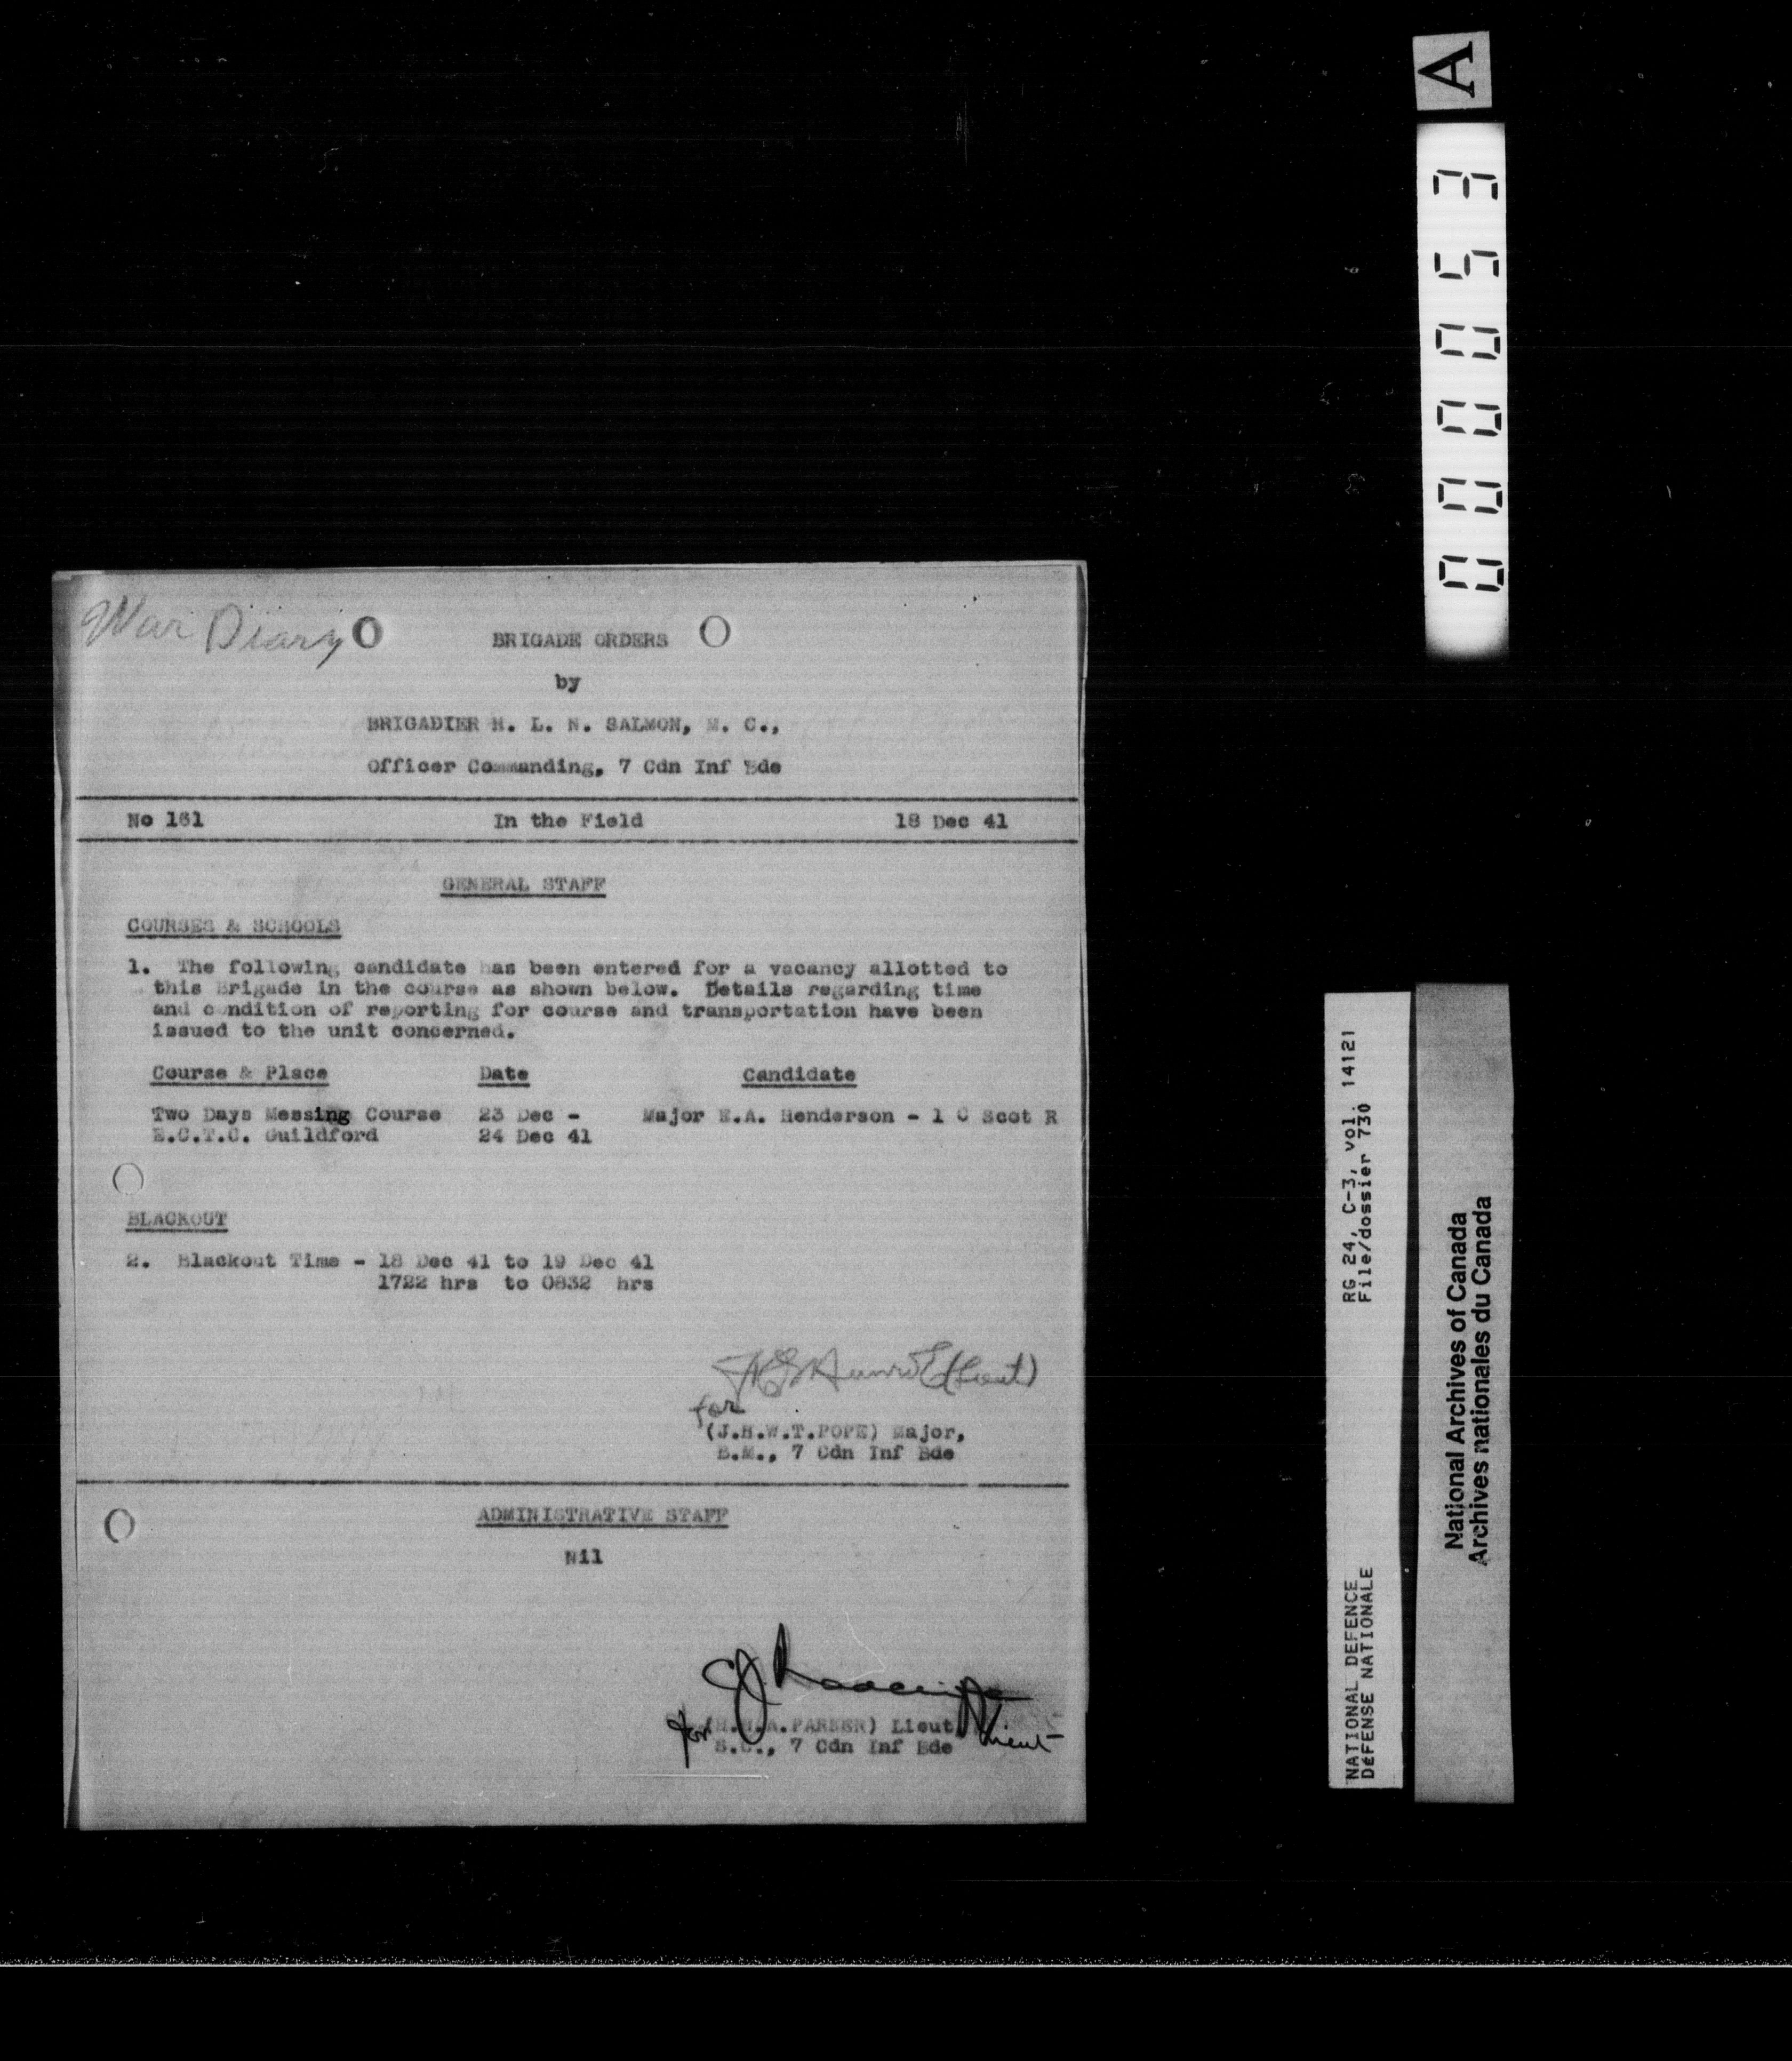 War Diary
BRIGADE ORDERS
by
BRIGADIER H. L. N. SALMON, M. C.,
Officer Commanding, 7 Cdn Inf Bde
No 161 In the Field 18 Dec 41
GENERAL STAFF
COURSES & SCHOOLS
1. The following candidate has been entered for a vacancy allotted to
this Brigade in the course as shown below. Details regarding time
and condition of reporting for course and transportation have been
issued to the unit concerned.
Course & Place Date Candidate
Two Days Messing Course 23 Dec - Major E.A. Henderson - 1 C Scot R
E.C.T.C. Guildford 24 Dec 41
BLACKOUT
2. Blackout Time - 18 Dec 41 to 19 Dec 41
1722 hrs to 0832 hrs
(Lieut)
for
(J.H.W.T.POPE) Major,
B.M., 7 Cdn Inf Bde
ADMINISTRATIVE STAFF
Nil
for (H.H.A.PARKER) Lieut Lieut
S.C., 7 Cdn Inf Bde
A
000053
RG 24, C-3, vol. 14121
File/dossier 730
NATIONAL DEFENCE
DÉFENSE NATIONALE
National Archives of Canada
Archives nationales du Canada